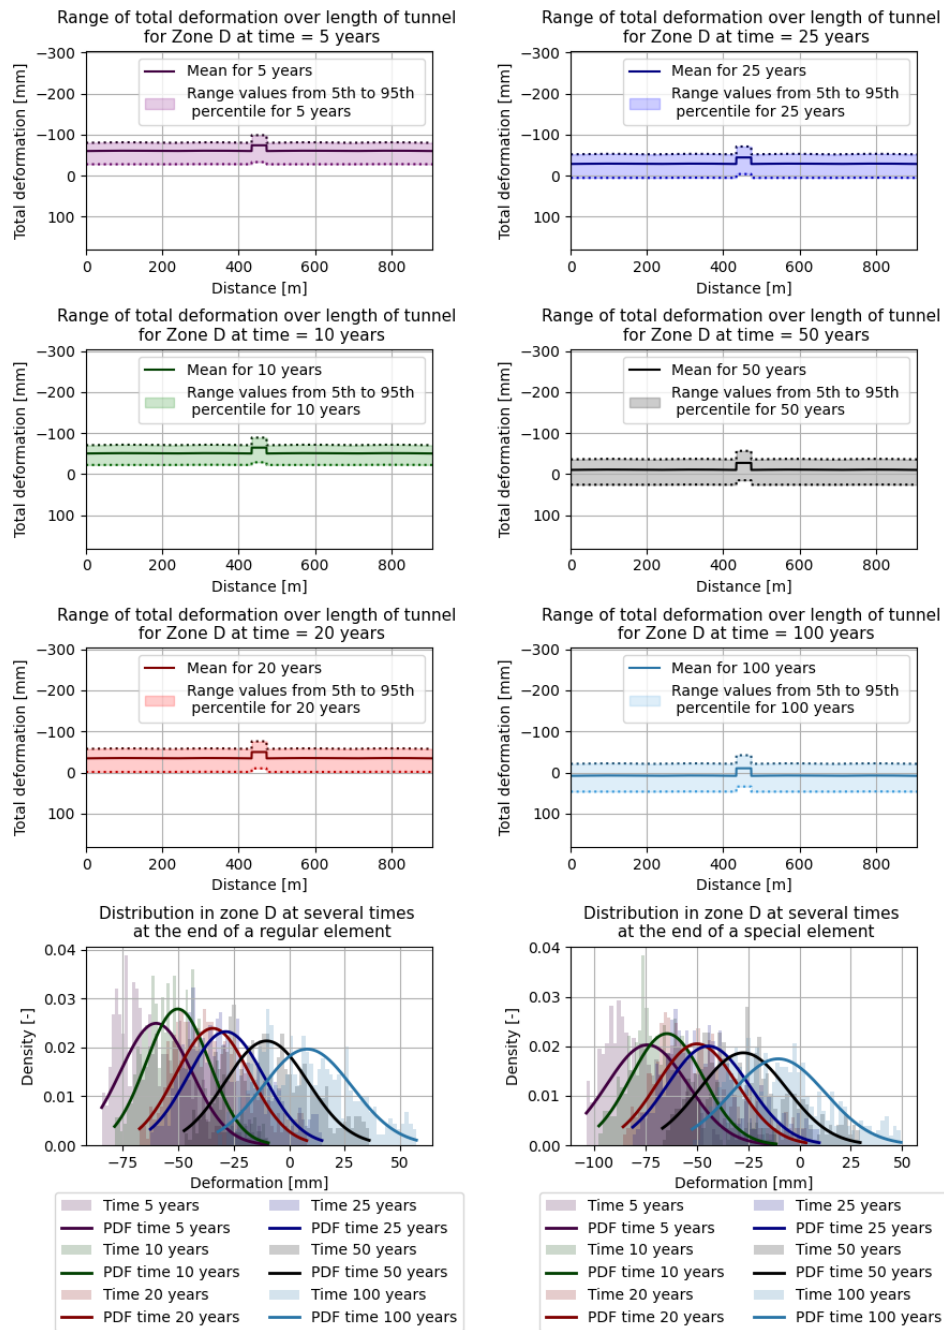 Range of total deformation over length of tunnel
for Zone D at time = 5 years
−300
−200
−100
0
100
Total deformation [mm]
Mean for 5 years
Range values from 5th to 95th
percentile for 5 years
0 200 400 600 800
Distance [m]
Range of total deformation over length of tunnel
for Zone D at time = 25 years
−300
−200
−100
0
100
Total deformation [mm]
Mean for 25 years
Range values from 5th to 95th
percentile for 25 years
0 200 400 600 800
Distance [m]
Range of total deformation over length of tunnel
for Zone D at time = 10 years
−300
−200
−100
0
100
Total deformation [mm]
Mean for 10 years
Range values from 5th to 95th
percentile for 10 years
0 200 400 600 800
Distance [m]
Range of total deformation over length of tunnel
for Zone D at time = 50 years
−300
−200
−100
0
100
Total deformation [mm]
Mean for 50 years
Range values from 5th to 95th
percentile for 50 years
0 200 400 600 800
Distance [m]
Range of total deformation over length of tunnel
for Zone D at time = 20 years
−300
−200
−100
0
100
Total deformation [mm]
Mean for 20 years
Range values from 5th to 95th
percentile for 20 years
0 200 400 600 800
Distance [m]
Range of total deformation over length of tunnel
for Zone D at time = 100 years
−300
−200
−100
0
100
Total deformation [mm]
Mean for 100 years
Range values from 5th to 95th
percentile for 100 years
0 200 400 600 800
Distance [m]
Distribution in zone D at several times
at the end of a regular element
0.04
0.03
0.02
0.01
0.00
Density [-]
−75 −50 −25 0 25 50
Deformation [mm]
Time 5 years
PDF time 5 years
Time 10 years
PDF time 10 years
Time 20 years
PDF time 20 years
Time 25 years
PDF time 25 years
Time 50 years
PDF time 50 years
Time 100 years
PDF time 100 years
Distribution in zone D at several times
at the end of a special element
0.04
0.03
0.02
0.01
0.00
Density [-]
−100 −75 −50 −25 0 25 50
Deformation [mm]
Time 5 years
PDF time 5 years
Time 10 years
PDF time 10 years
Time 20 years
PDF time 20 years
Time 25 years
PDF time 25 years
Time 50 years
PDF time 50 years
Time 100 years
PDF time 100 years